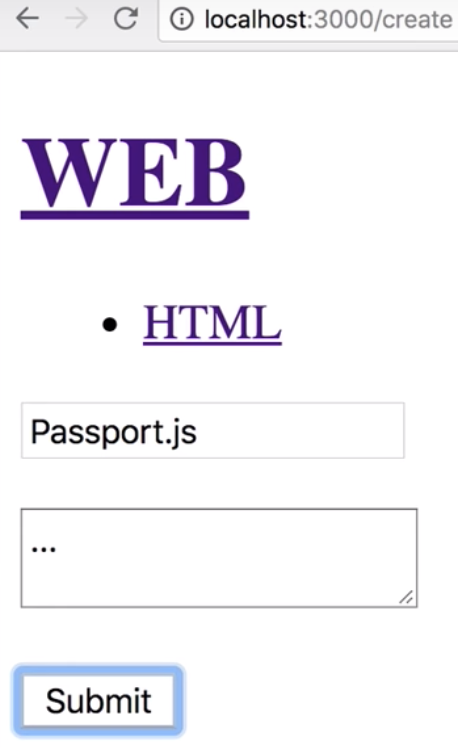 localhost:3000/create
WEB
HTML
Passport.js
...
Submit